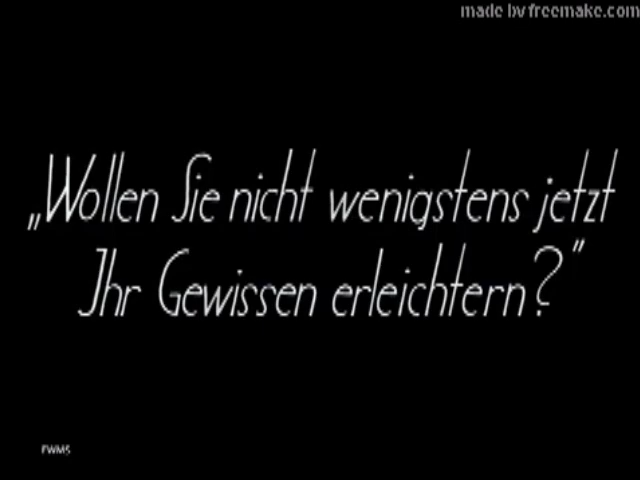 made by freemake.com
„Wollen Sie nicht wenigstens jetzt
Ihr Gewissen erleichtern?”
FWMS